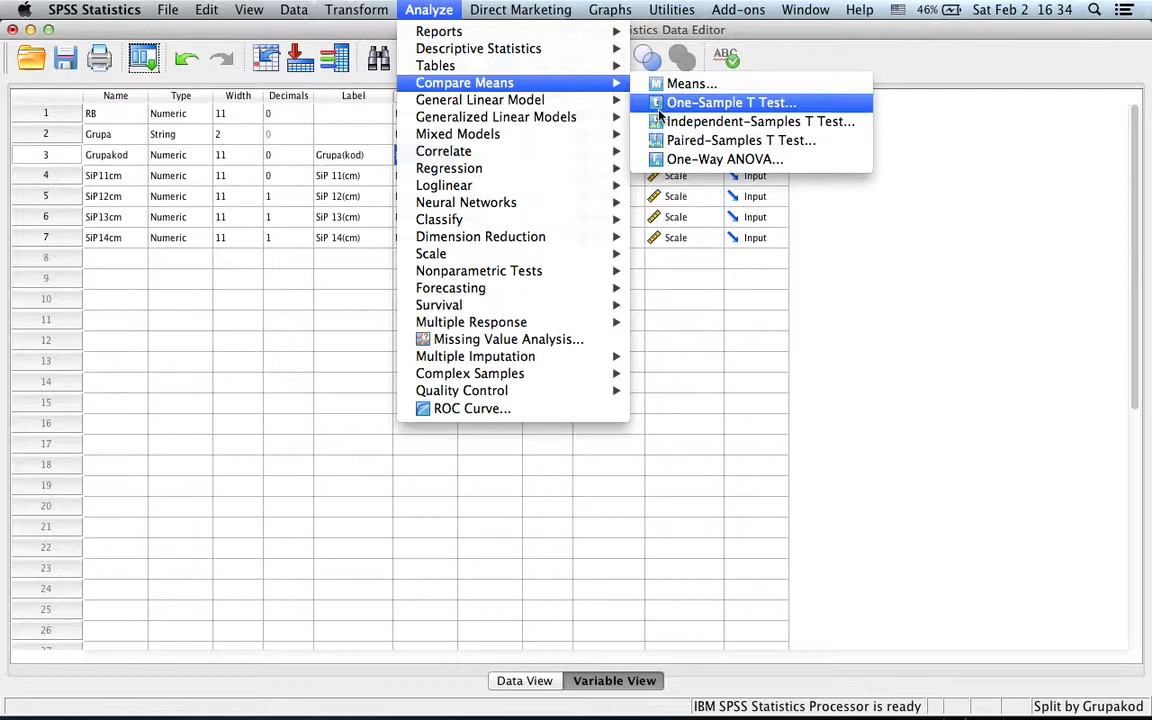 SPSS Statistics File Edit View Data Transform Analyze Direct Marketing Graphs Utilities Add-ons Window Help 46% Sat Feb 2 16 34
tistics Data Editor
ABC
Name Type Width Decimals Label
1 RB Numeric 11 0
2 Grupa String 2 0
3 Grupakod Numeric 11 0 Grupa(kod)
4 SiP11cm Numeric 11 0 SiP 11(cm) Scale Input
5 SiP12cm Numeric 11 1 SiP 12(cm) Scale Input
6 SiP13cm Numeric 11 1 SiP 13(cm) Scale Input
7 SiP14cm Numeric 11 1 SiP 14(cm) Scale Input
8
9
10
11
12
13
14
15
16
17
18
19
20
21
22
23
24
25
26
Reports
Descriptive Statistics
Tables
Compare Means
General Linear Model
Generalized Linear Models
Mixed Models
Correlate
Regression
Loglinear
Neural Networks
Classify
Dimension Reduction
Scale
Nonparametric Tests
Forecasting
Survival
Multiple Response
Missing Value Analysis...
Multiple Imputation
Complex Samples
Quality Control
ROC Curve...
M Means...
t One-Sample T Test...
Independent-Samples T Test...
Paired-Samples T Test...
One-Way ANOVA...
Data View Variable View
IBM SPSS Statistics Processor is ready Split by Grupakod